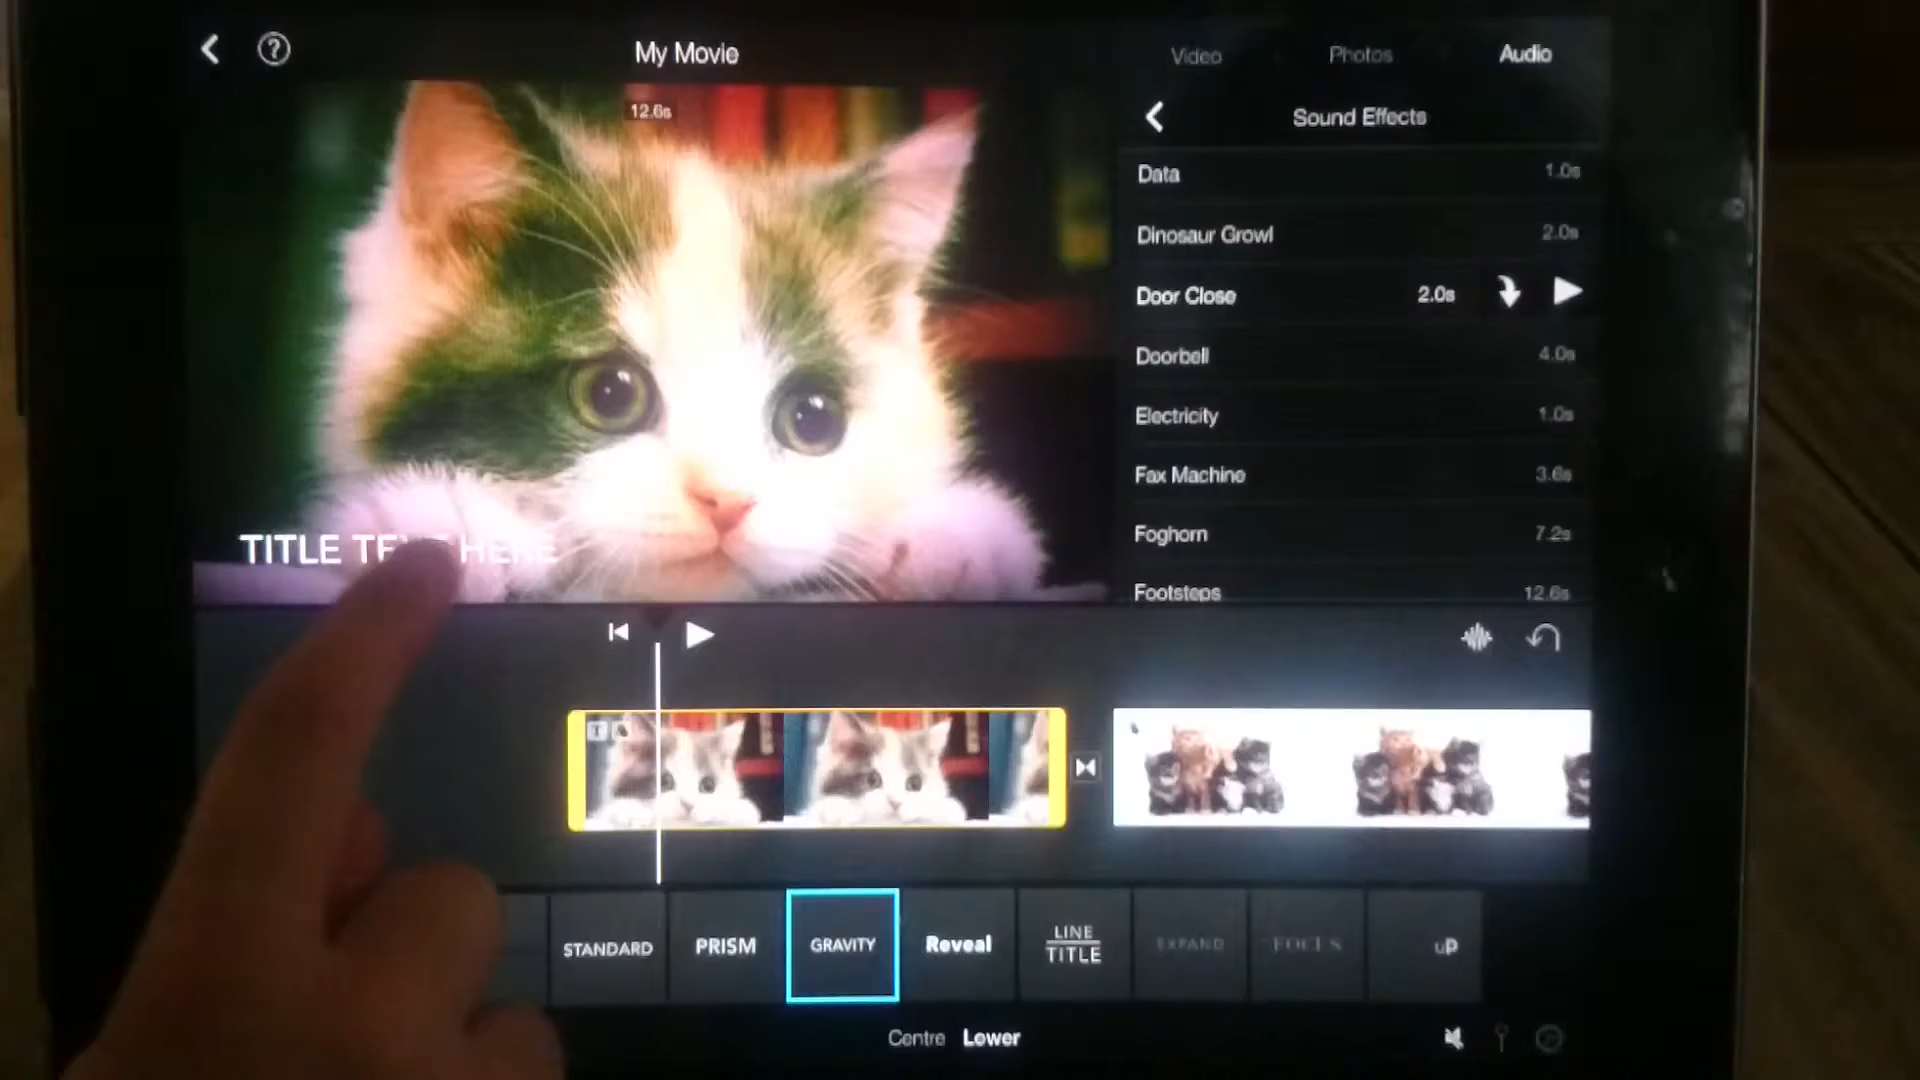 My Movie
Video
Photos
Audio
12.6s
Sound Effects
Data 1.0s
Dinosaur Growl 2.0s
Door Close 2.0s
Doorbell 4.0s
Electricity 1.0s
Fax Machine 3.6s
Foghorn 7.2s
Footsteps 12.6s
TITLE TEXT HERE
T
STANDARD
PRISM
GRAVITY
Reveal
LINE
TITLE
EXPAND
FOCUS
uP
Centre Lower